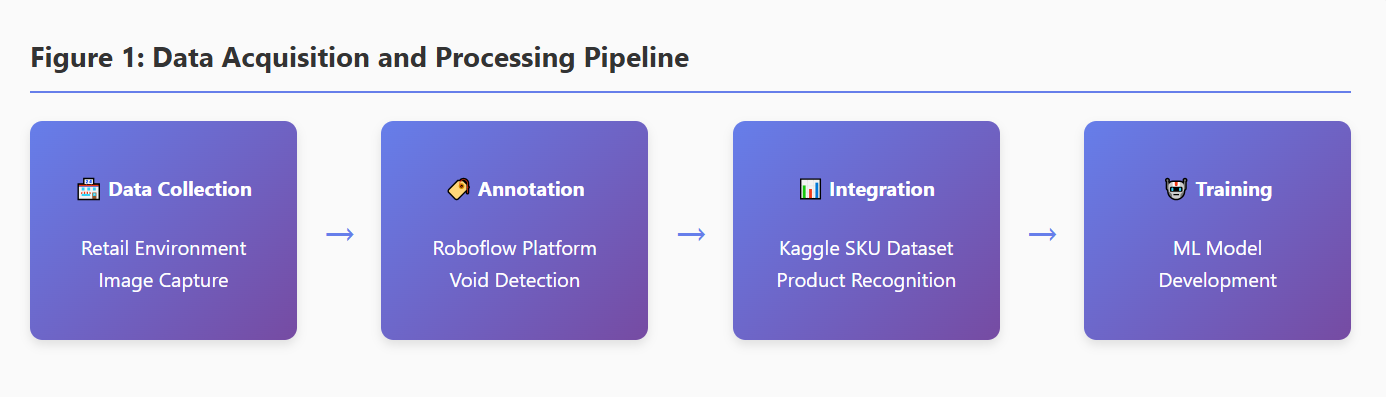 Figure 1: Data Acquisition and Processing Pipeline
Data Collection
Retail Environment
Image Capture
→
Annotation
Roboflow Platform
Void Detection
→
Integration
Kaggle SKU Dataset
Product Recognition
→
Training
ML Model
Development